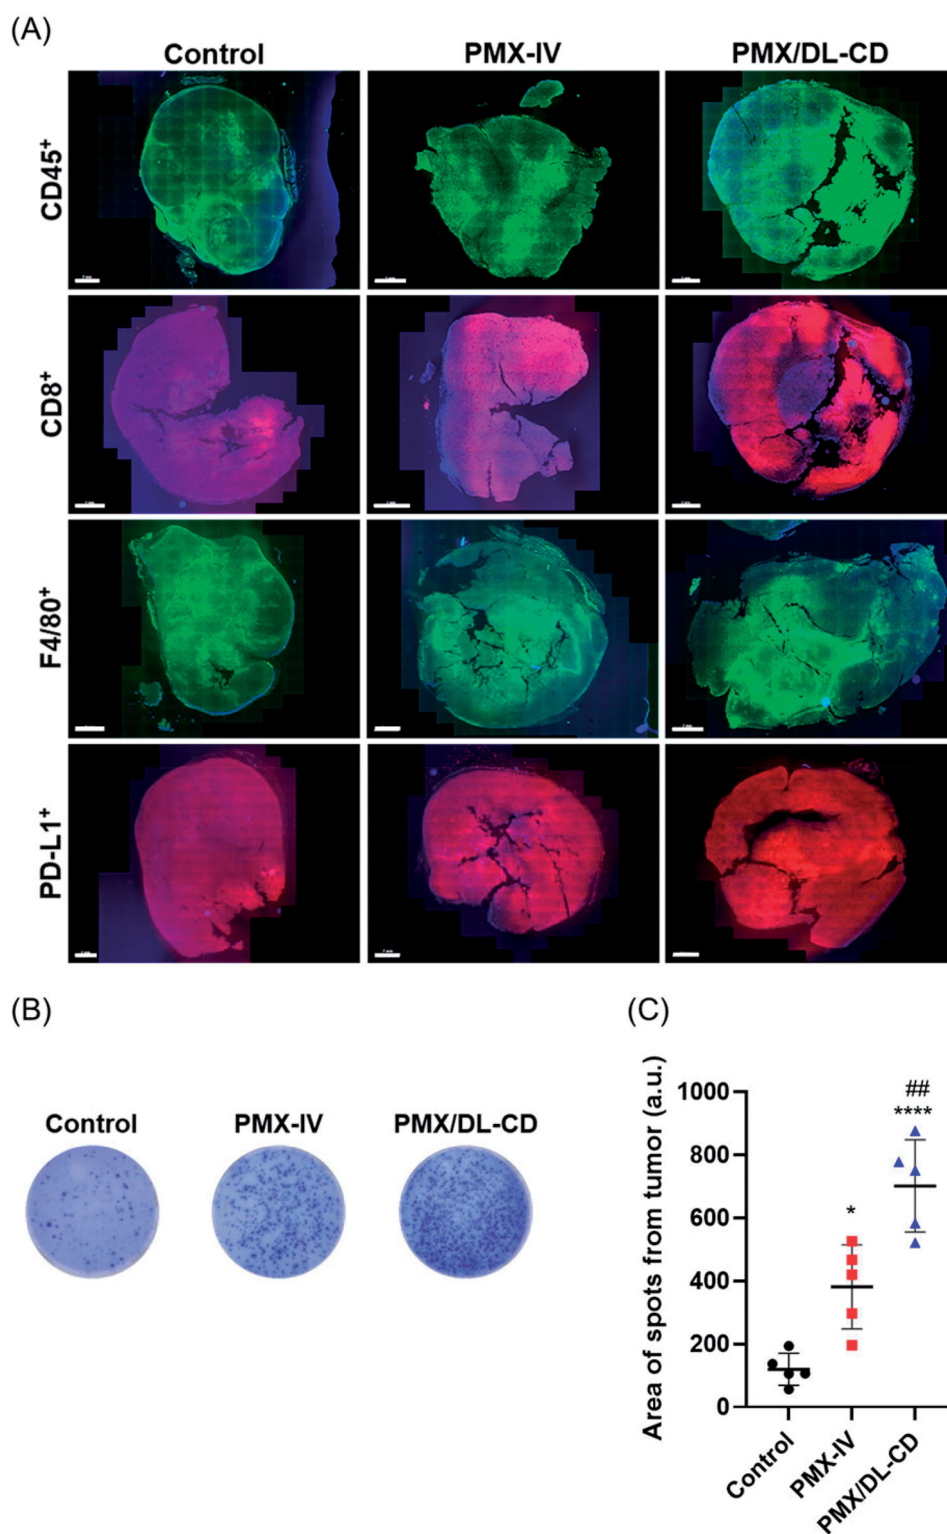 (A)
Control PMX-IV PMX/DL-CD
CD45+
CD8+
F4/80+
PD-L1+
(B)
Control PMX-IV PMX/DL-CD
(C)
Area of spots from tumor (a.u.)
1000
800
600
400
200
0
##
****
*
Control
PMX-IV
PMX/DL-CD